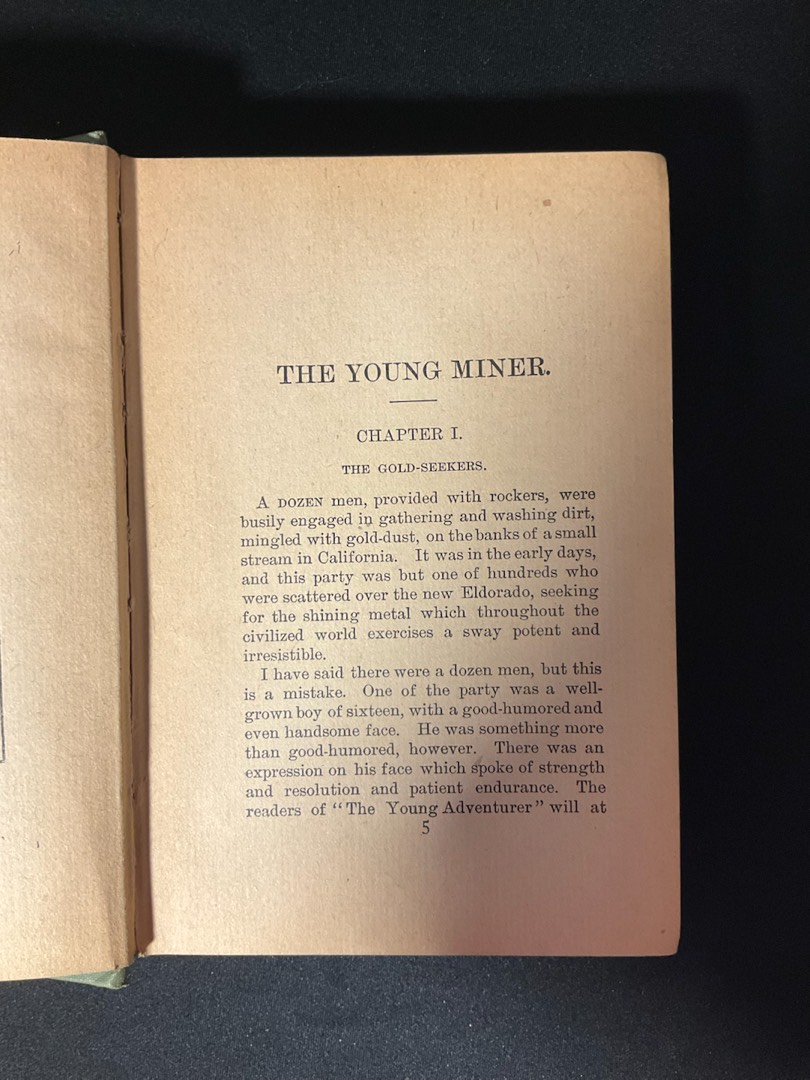 THE YOUNG MINER.
CHAPTER I.
THE GOLD-SEEKERS.
A DOZEN men, provided with rockers, were
busily engaged in gathering and washing dirt,
mingled with gold-dust, on the banks of a small
stream in California. It was in the early days,
and this party was but one of hundreds who
were scattered over the new Eldorado, seeking
for the shining metal which throughout the
civilized world exercises a sway potent and
irresistible.
I have said there were a dozen men, but this
is a mistake. One of the party was a well-
grown boy of sixteen, with a good-humored and
even handsome face. He was something more
than good-humored, however. There was an
expression on his face which spoke of strength
and resolution and patient endurance. The
readers of "The Young Adventurer" will at
5